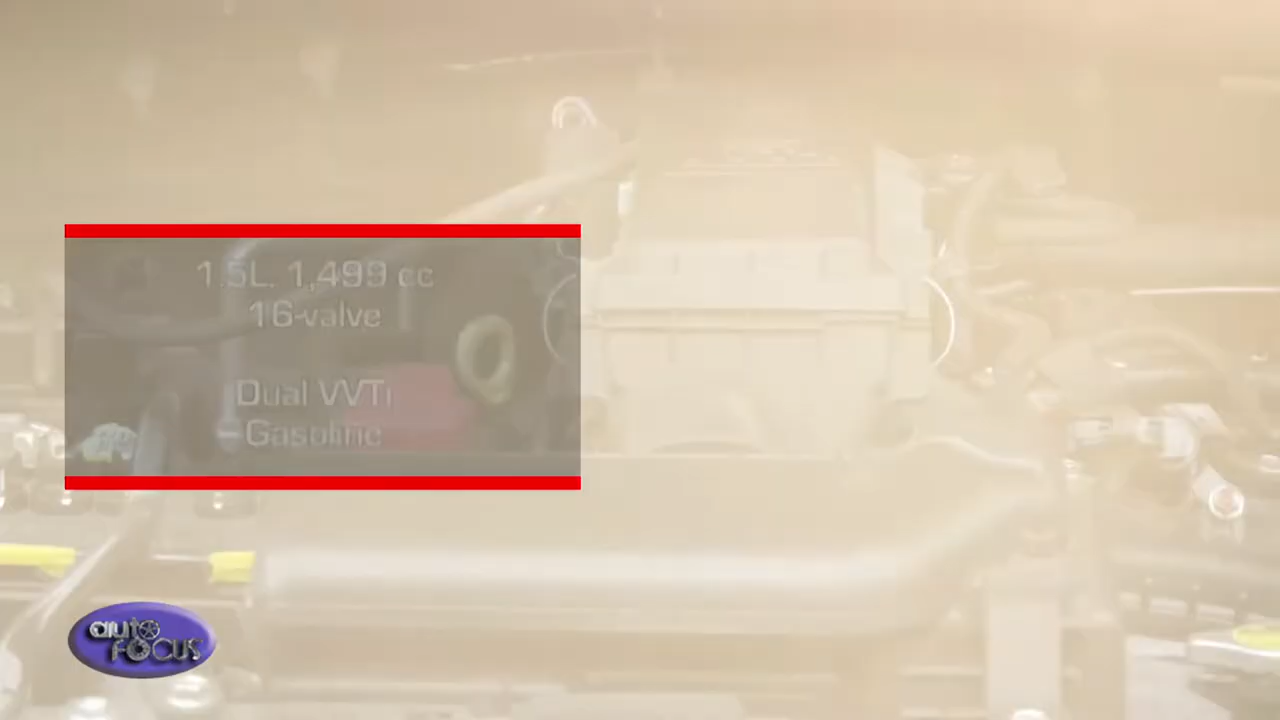 1.5L. 1,499 cc
16-valve
Dual VVTi
Gasoline
auto
FOCUS